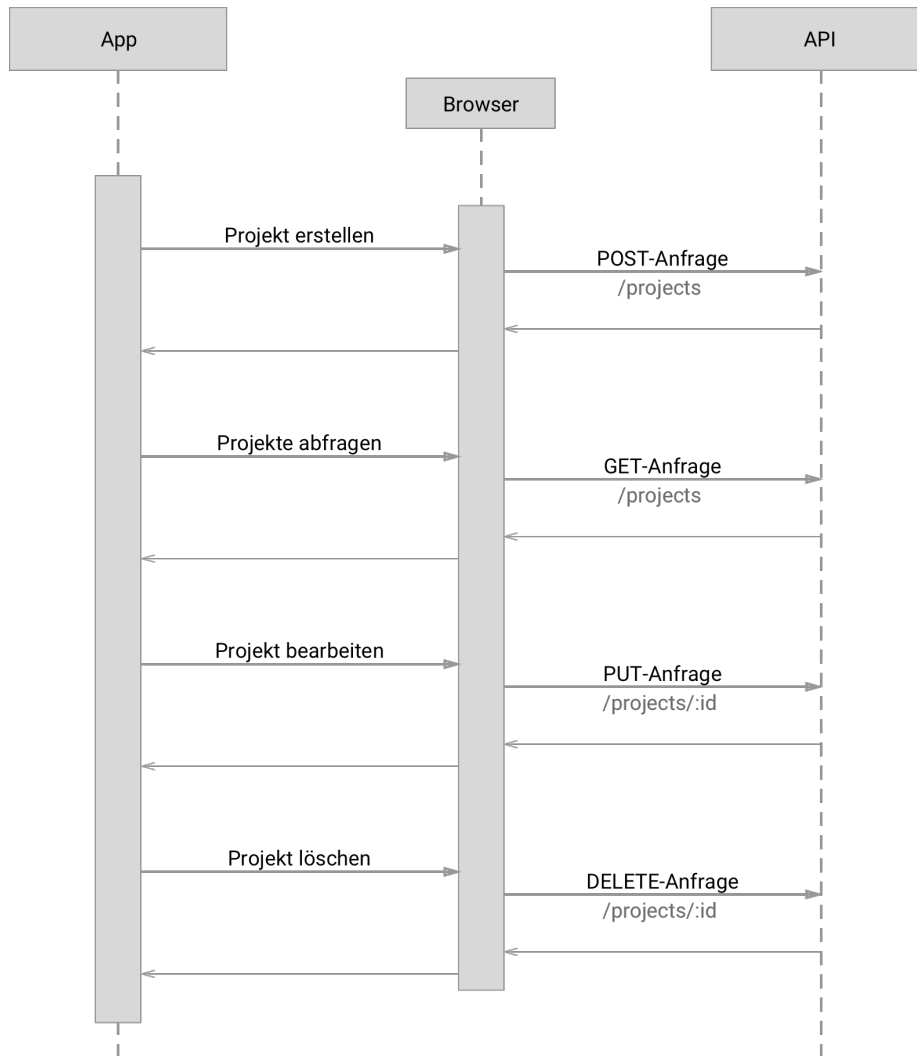 App
API
Browser
Projekt erstellen
POST-Anfrage
/projects
Projekte abfragen
GET-Anfrage
/projects
Projekt bearbeiten
PUT-Anfrage
/projects/:id
Projekt löschen
DELETE-Anfrage
/projects/:id